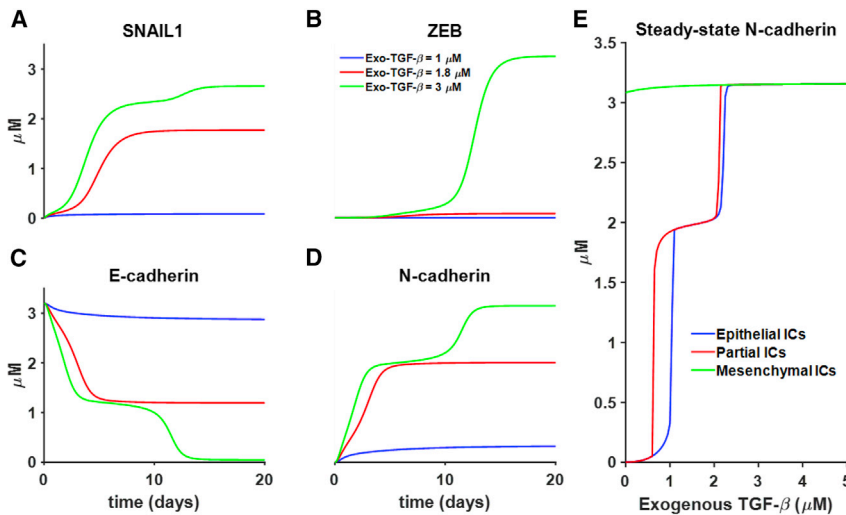 A
SNAIL1
μM
3
2
1
0
B
ZEB
Exo-TGF-β = 1 μM
Exo-TGF-β = 1.8 μM
Exo-TGF-β = 3 μM
C
E-cadherin
μM
3
2
1
0
0
10
20
time (days)
D
N-cadherin
0
10
20
time (days)
E
Steady-state N-cadherin
μM
3.5
3
2.5
2
1.5
1
0.5
0
Epithelial ICs
Partial ICs
Mesenchymal ICs
0
1
2
3
4
5
Exogenous TGF-β (μM)